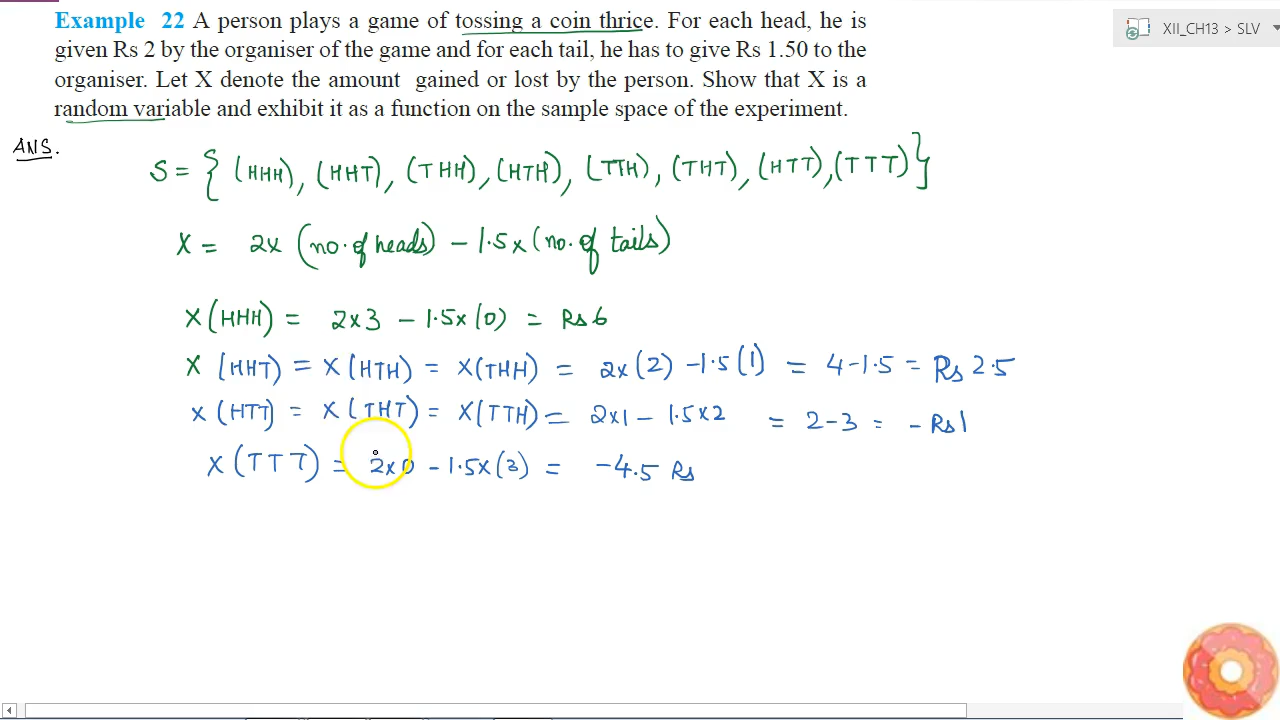 Example 22 A person plays a game of tossing a coin thrice. For each head, he is
given Rs 2 by the organiser of the game and for each tail, he has to give Rs 1.50 to the
organiser. Let X denote the amount gained or lost by the person. Show that X is a
random variable and exhibit it as a function on the sample space of the experiment.
XII_CH13 > SLV
ANS.
S = { (HHH), (HHT), (THH), (HTH), (TTH), (THT), (HTT), (TTT) }
X = 2x (no. of heads) - 1.5x (no. of tails)
X (HHH) = 2x3 - 1.5x (0) = Rs 6
X (HHT) = X (HTH) = X (THH) = 2x (2) - 1.5 (1) = 4-1.5 = Rs 2.5
X (HTT) = X (THT) = X (TTH) = 2x1 - 1.5x2 = 2-3 = - Rs 1
X (TTT) = 2x0 - 1.5x (3) = -4.5 Rs